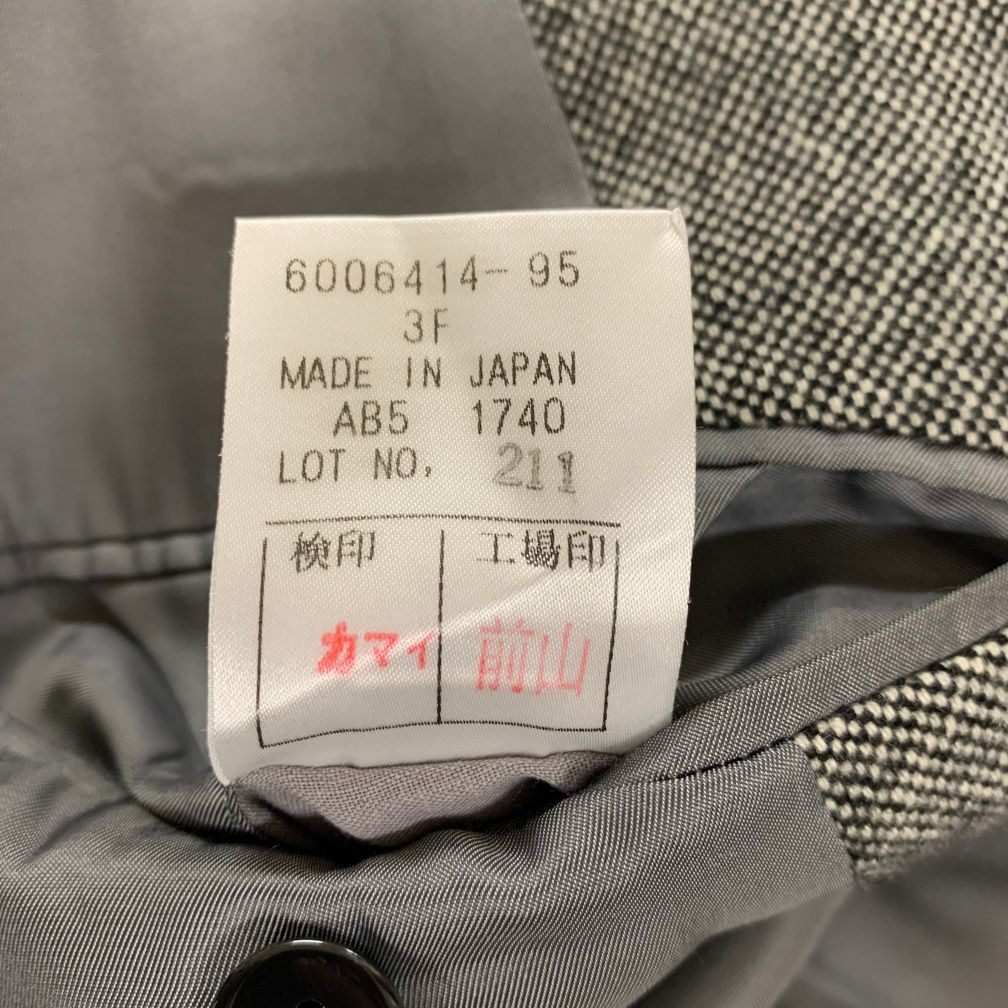 6006414-95
3F
MADE IN JAPAN
AB5 1740
LOT NO. 211
検印 工場印
カマイ 前山